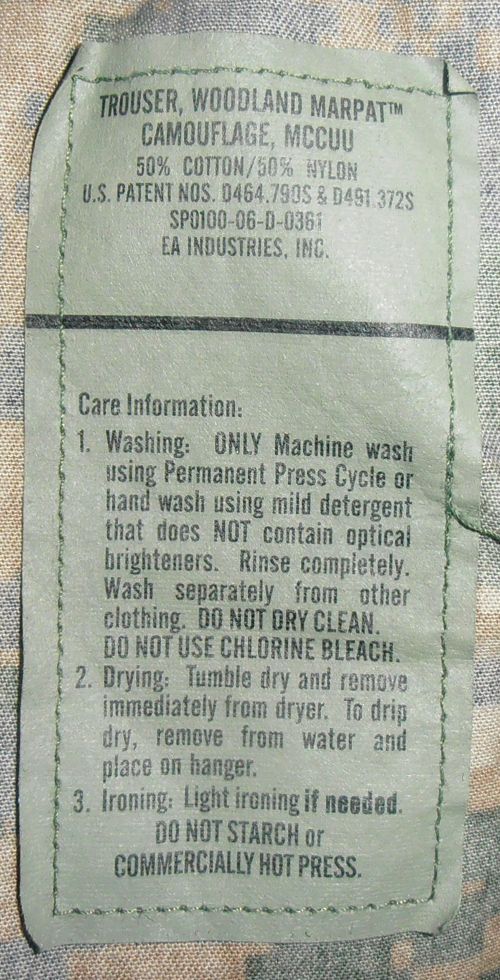 TROUSER, WOODLAND MARPAT™
CAMOUFLAGE, MCCUU
50% COTTON/50% NYLON
U.S. PATENT NOS. D464.790S & D491.372S
SP0100-06-D-0361
EA INDUSTRIES, INC.
Care Information:
1. Washing: ONLY Machine wash
using Permanent Press Cycle or
hand wash using mild detergent
that does NOT contain optical
brighteners. Rinse completely.
Wash separately from other
clothing. DO NOT DRY CLEAN.
DO NOT USE CHLORINE BLEACH.
2. Drying: Tumble dry and remove
immediately from dryer. To drip
dry, remove from water and
place on hanger.
3. Ironing: Light ironing if needed.
DO NOT STARCH or
COMMERCIALLY HOT PRESS.